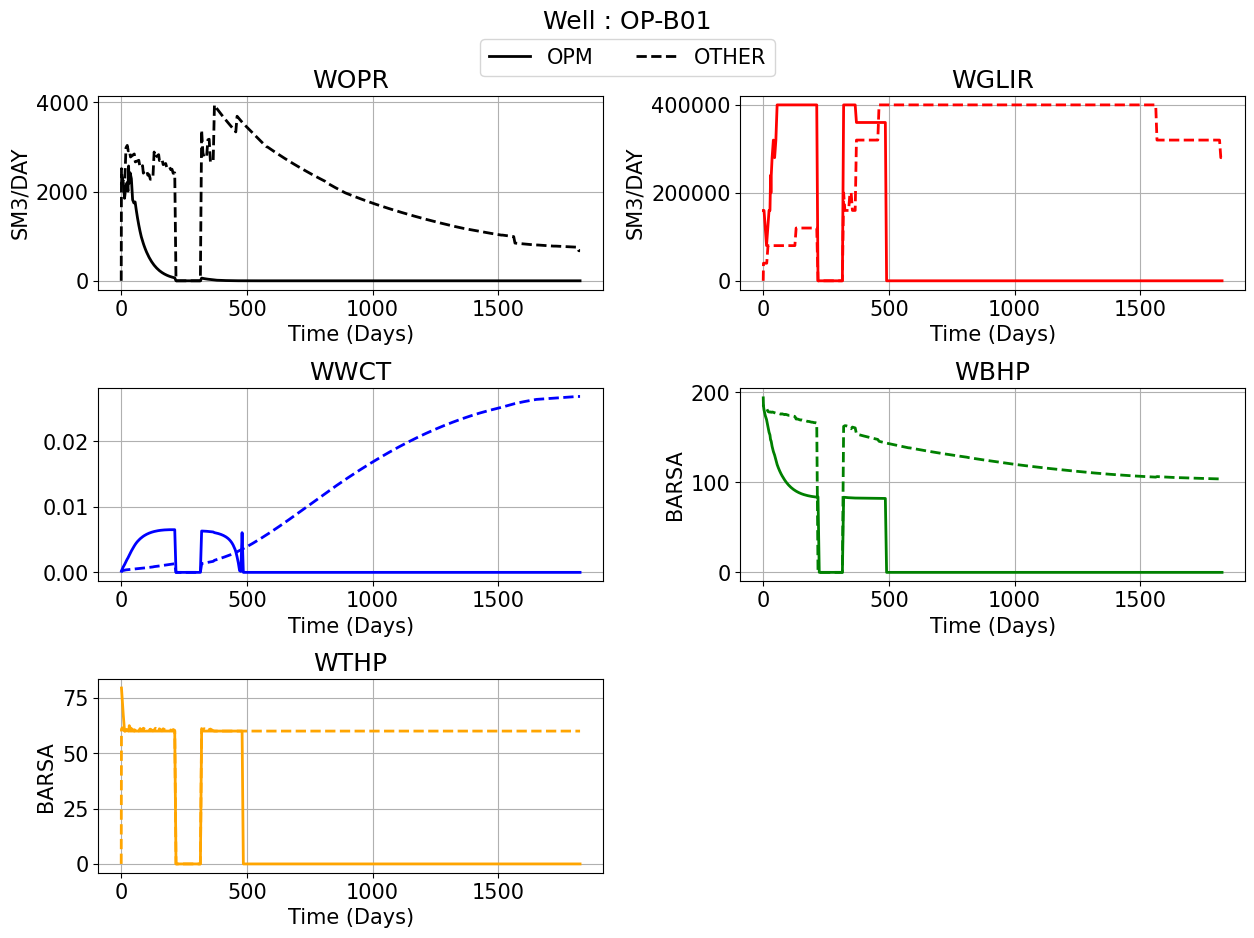 Well : OP-B01
OPM OTHER
WOPR
SM3/DAY
4000
2000
0
0 500 1000 1500
Time (Days)
WGLIR
SM3/DAY
400000
200000
0
0 500 1000 1500
Time (Days)
WWCT
0.02
0.01
0.00
0 500 1000 1500
Time (Days)
WBHP
BARSA
200
100
0
0 500 1000 1500
Time (Days)
WTHP
BARSA
75
50
25
0
0 500 1000 1500
Time (Days)